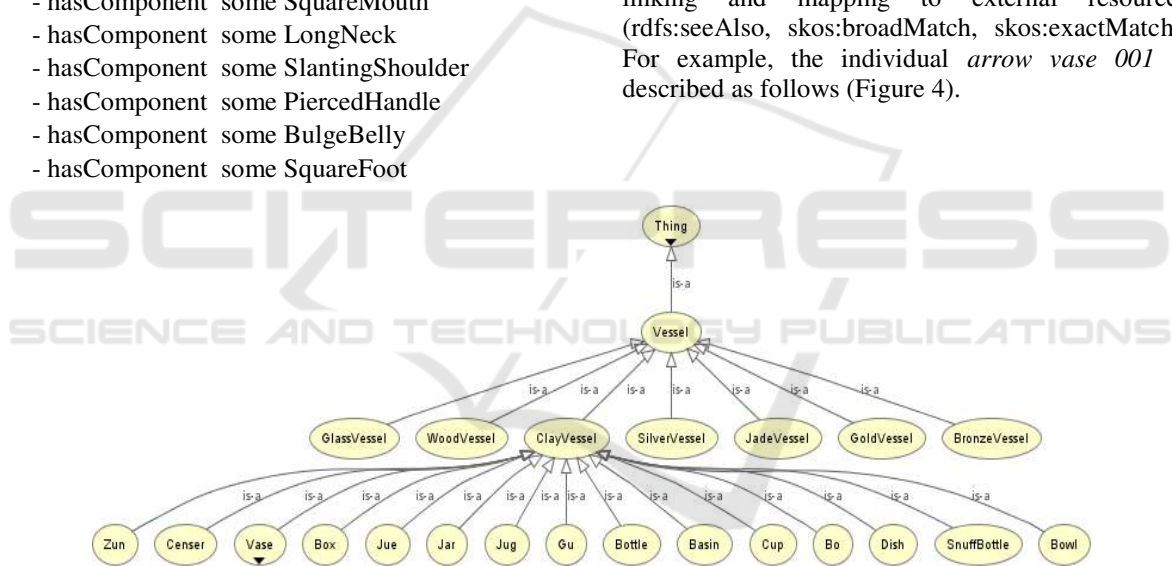 - hasComponent some SquareMouth
- hasComponent some LongNeck
- hasComponent some SlantingShoulder
- hasComponent some PiercedHandle
- hasComponent some BulgeBelly
- hasComponent some SquareFoot
linking and mapping to external resource
(rdfs:seeAlso, skos:broadMatch, skos:exactMatch
For example, the individual arrow vase 001
described as follows (Figure 4).
SCITEPRESS
SCIENCE AND TECHNOLOGY PUBLICATIONS
Thing
is-a
Vessel
is-a is-a is-a is-a is-a is-a is-a
GlassVessel WoodVessel ClayVessel SilverVessel JadeVessel GoldVessel BronzeVessel
is-a is-a is-a is-a is-a is-a is-a is-a is-a is-a is-a is-a is-a is-a is-a
Zun Censer Vase Box Jue Jar Jug Gu Bottle Basin Cup Bo Dish SnuffBottle Bowl